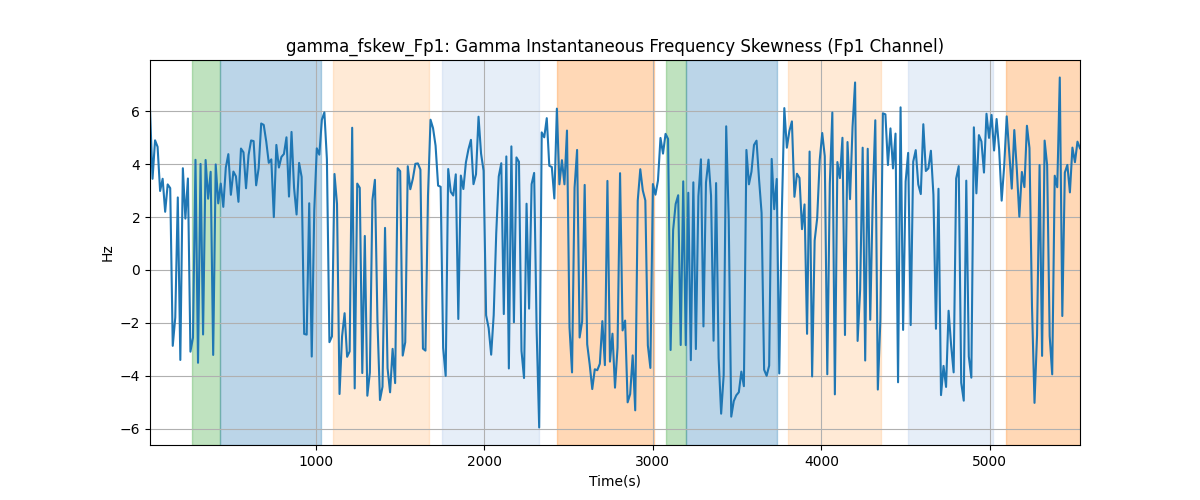 gamma_fskew_Fp1: Gamma Instantaneous Frequency Skewness (Fp1 Channel)
6
4
2
0
−2
−4
−6
Hz
1000 2000 3000 4000 5000
Time(s)